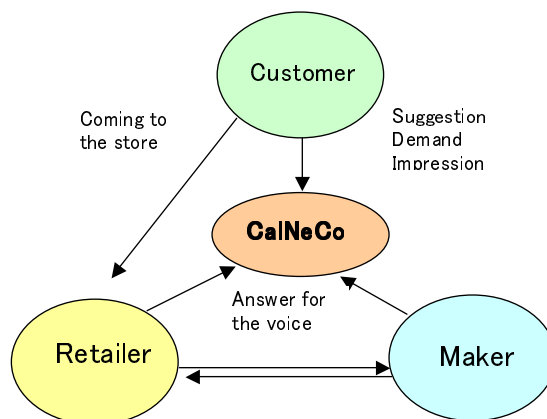 Customer
Coming to
the store
Suggestion
Demand
Impression
CalNeCo
Answer for
the voice
Retailer
Maker